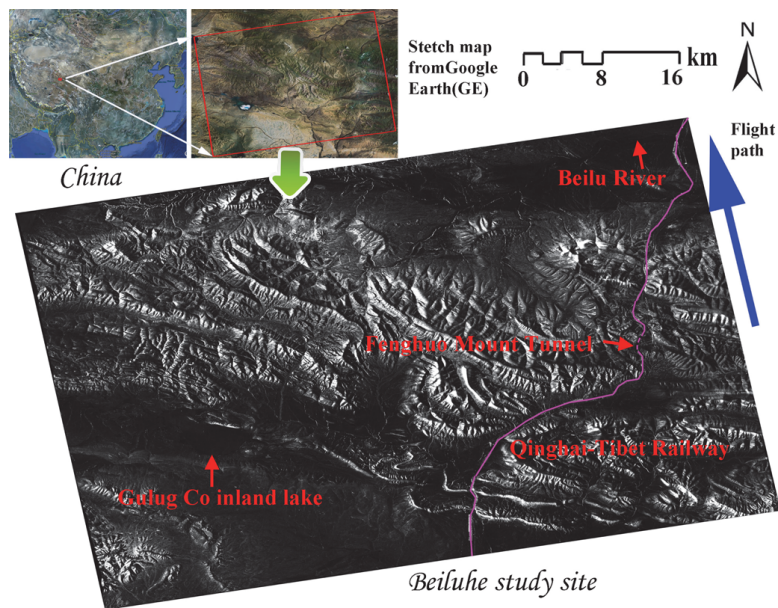 Stetch map
fromGoogle
Earth(GE)
0 8 16 km
N
Flight
path
China
Beilu River
Fenghuo Mount Tunnel
Qinghai-Tibet Railway
Gulug Co inland lake
Beiluhe study site